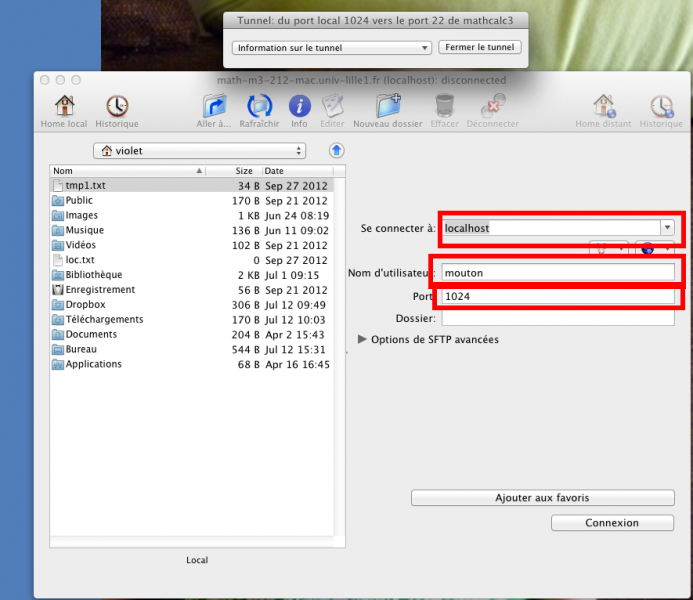 Tunnel: du port local 1024 vers le port 22 de mathcalc3
Information sur le tunnel
Fermer le tunnel
math-m3-212-mac.univ-lille1.fr (localhost): disconnected
Home local Historique Aller à... Rafraîchir Info Editer Nouveau dossier Effacer Déconnecter Home distant Historique
violet
Nom Size Date
tmp1.txt 34 B Sep 27 2012
Public 170 B Sep 21 2012
Images 1 KB Jun 24 08:19
Musique 136 B Jun 11 09:02
Vidéos 102 B Sep 21 2012
loc.txt 0 Sep 27 2012
Bibliothèque 2 KB Jul 1 09:15
Enregistrement 56 B Sep 21 2012
Dropbox 306 B Jul 12 09:49
Téléchargements 170 B Jul 12 10:03
Documents 204 B Apr 2 15:43
Bureau 544 B Jul 12 15:31
Applications 68 B Apr 16 16:45
Local
Se connecter à: localhost
Nom d'utilisateur: mouton
Port: 1024
Dossier:
Options de SFTP avancées
Ajouter aux favoris
Connexion